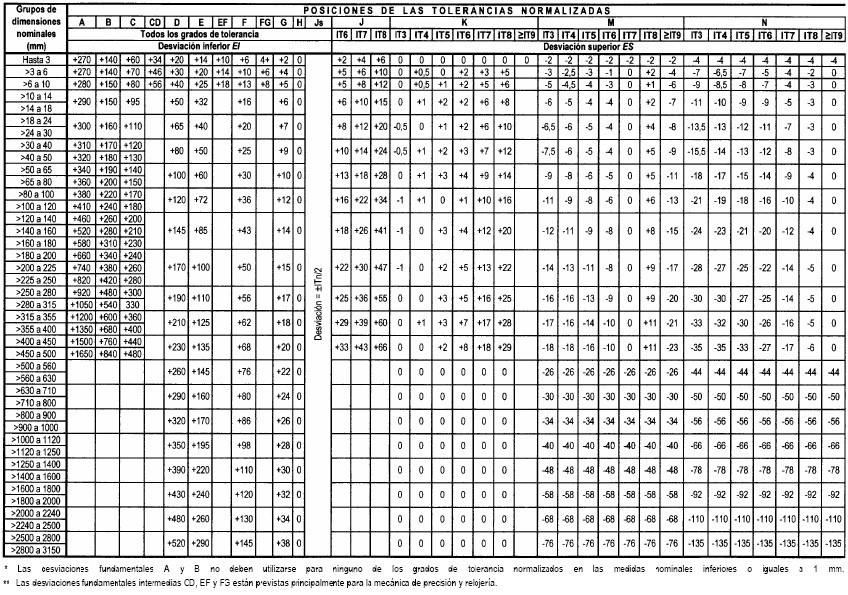 Grupos de dimensiones nominales (mm)
POSICIONES DE LAS TOLERANCIAS NORMALIZADAS
A B C CD D E EF F FG G H Js J K M N
Todos los grados de tolerancia
IT6 IT7 IT8 IT3 IT4 IT5 IT6 IT7 IT8 ≥IT9 IT3 IT4 IT5 IT6 IT7 IT8 ≥IT9 IT3 IT4 IT5 IT6 IT7 IT8 ≥IT9
Desviación inferior EI
Desviación superior ES
Desviación = ±ITn/2
Hasta 3 +270 +140 +60 +34 +20 +14 +10 +6 4+ +2 0 +2 +4 +6 0 0 0 0 0 0 0 -2 -2 -2 -2 -2 -2 -2 -4 -4 -4 -4 -4 -4 -4
>3 a 6 +270 +140 +70 +46 +30 +20 +14 +10 +6 +4 0 +5 +6 +10 0 +0,5 0 +2 +3 +5 -3 -2,5 -3 -1 0 +2 -4 -7 -6,5 -7 -5 -4 -2 0
>6 a 10 +280 +150 +80 +56 +40 +25 +18 +13 +8 +5 0 +5 +8 +12 0 +0,5 +1 +2 +5 +6 -5 -4,5 -4 -3 0 +1 -6 -9 -8,5 -8 -7 -4 -3 0
>10 a 14
>14 a 18
+290 +150 +95 +50 +32 +16 +6 0 +6 +10 +15 0 +1 +2 +2 +6 +8 -6 -5 -4 -4 0 +2 -7 -11 -10 -9 -9 -5 -3 0
>18 a 24
>24 a 30
+300 +160 +110 +65 +40 +20 +7 0 +8 +12 +20 -0,5 0 +1 +2 +6 +10 -6,5 -6 -5 -4 0 +4 -8 -13,5 -13 -12 -11 -7 -3 0
>30 a 40 +310 +170 +120
>40 a 50 +320 +180 +130
+80 +50 +25 +9 0 +10 +14 +24 -0,5 +1 +2 +3 +7 +12 -7,5 -6 -5 -4 0 +5 -9 -15,5 -14 -13 -12 -8 -3 0
>50 a 65 +340 +190 +140
>65 a 80 +360 +200 +150
+100 +60 +30 +10 0 +13 +18 +28 0 +1 +3 +4 +9 +14 -9 -8 -6 -5 0 +5 -11 -18 -17 -15 -14 -9 -4 0
>80 a 100 +380 +220 +170
>100 a 120 +410 +240 +180
+120 +72 +36 +12 0 +16 +22 +34 -1 +1 0 +1 +10 +16 -11 -9 -8 -6 0 +6 -13 -21 -19 -18 -16 -10 -4 0
>120 a 140 +460 +260 +200
>140 a 160 +520 +280 +210
>160 a 180 +580 +310 +230
+145 +85 +43 +14 0 +18 +26 +41 -1 0 +3 +4 +12 +20 -12 -11 -9 -8 0 +8 -15 -24 -23 -21 -20 -12 -4 0
>180 a 200 +660 +340 +240
>200 a 225 +740 +380 +260
>225 a 250 +820 +420 +280
+170 +100 +50 +15 0 +22 +30 +47 -1 0 +2 +5 +13 +22 -14 -13 -11 -8 0 +9 -17 -28 -27 -25 -22 -14 -5 0
>250 a 280 +920 +480 +300
>280 a 315 +1050 +540 330
+190 +110 +56 +17 0 +25 +36 +55 0 0 +3 +5 +16 +25 -16 -16 -13 -9 0 +9 -20 -30 -30 -27 -25 -14 -5 0
>315 a 355 +1200 +600 +360
>355 a 400 +1350 +680 +400
+210 +125 +62 +18 0 +29 +39 +60 0 +1 +3 +7 +17 +28 -17 -16 -14 -10 0 +11 -21 -33 -32 -30 -26 -16 -5 0
>400 a 450 +1500 +760 +440
>450 a 500 +1650 +840 +480
+230 +135 +68 +20 0 +33 +43 +66 0 0 +2 +8 +18 +29 -18 -18 -16 -10 0 +11 -23 -35 -35 -33 -27 -17 -6 0
>500 a 560
>560 a 630
+260 +145 +76 +22 0 0 0 0 0 0 0 -26 -26 -26 -26 -26 -26 -26 -44 -44 -44 -44 -44 -44 -44
>630 a 710
>710 a 800
+290 +160 +80 +24 0 0 0 0 0 0 0 -30 -30 -30 -30 -30 -30 -30 -50 -50 -50 -50 -50 -50 -50
>800 a 900
>900 a 1000
+320 +170 +86 +26 0 0 0 0 0 0 0 -34 -34 -34 -34 -34 -34 -34 -56 -56 -56 -56 -56 -56 -56
>1000 a 1120
>1120 a 1250
+350 +195 +98 +28 0 0 0 0 0 0 0 -40 -40 -40 -40 -40 -40 -40 -66 -66 -66 -66 -66 -66 -66
>1250 a 1400
>1400 a 1600
+390 +220 +110 +30 0 0 0 0 0 0 0 -48 -48 -48 -48 -48 -48 -48 -78 -78 -78 -78 -78 -78 -78
>1600 a 1800
>1800 a 2000
+430 +240 +120 +32 0 0 0 0 0 0 0 -58 -58 -58 -58 -58 -58 -58 -92 -92 -92 -92 -92 -92 -92
>2000 a 2240
>2240 a 2500
+480 +260 +130 +34 0 0 0 0 0 0 0 -68 -68 -68 -68 -68 -68 -68 -110 -110 -110 -110 -110 -110 -110
>2500 a 2800
>2800 a 3150
+520 +290 +145 +38 0 0 0 0 0 0 0 -76 -76 -76 -76 -76 -76 -76 -135 -135 -135 -135 -135 -135 -135
* Las desviaciones fundamentales A y B no deben utilizarse para ninguno de los grados de tolerancia normalizados en las medidas nominales inferiores o iguales a 1 mm.
** Las desviaciones fundamentales intermedias CD, EF y FG están previstas principalmente para la mecánica de precisión y relojería.